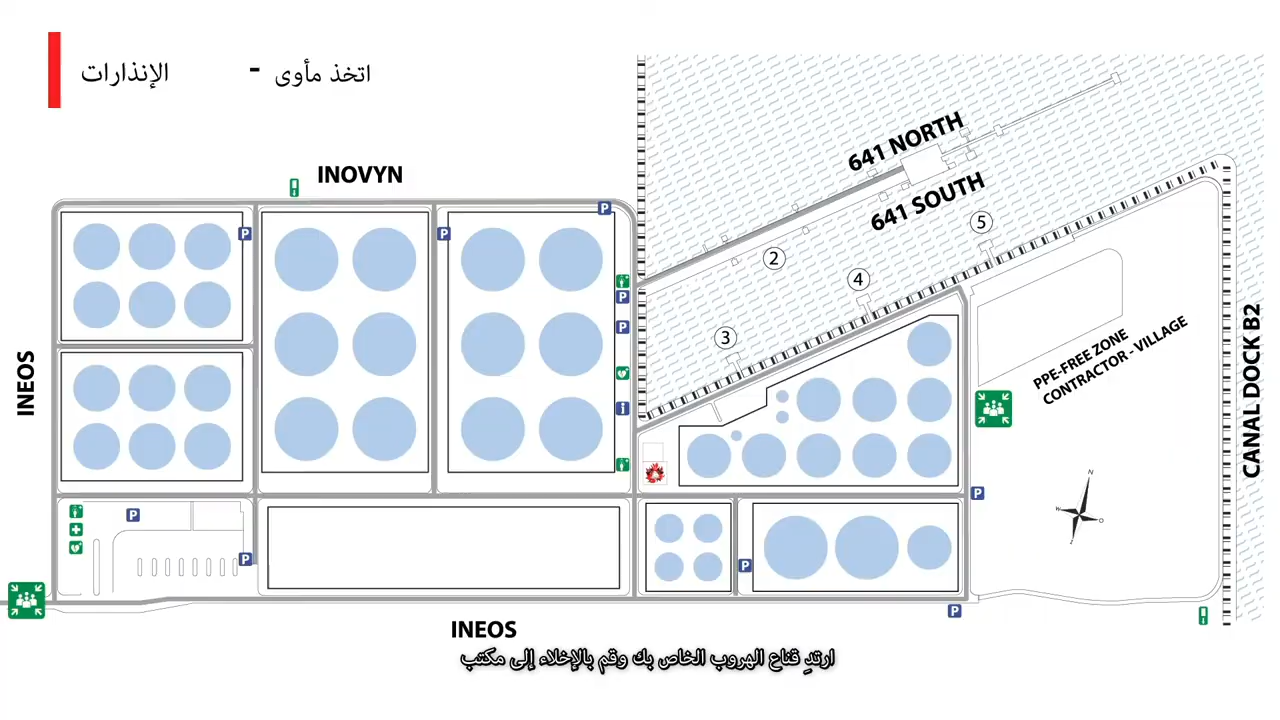 الإنذارات - اتخذ مأوى
INOVYN
641 NORTH
641 SOUTH
5
2
4
3
INEOS
PPE-FREE ZONE
CONTRACTOR - VILLAGE
CANAL DOCK B2
P
P
P
P
P
P
P
P
P
P
P
N
W
O
Z
INEOS
ارتدِ قناع الهروب الخاص بك وقم بالإخلاء إلى مكتب